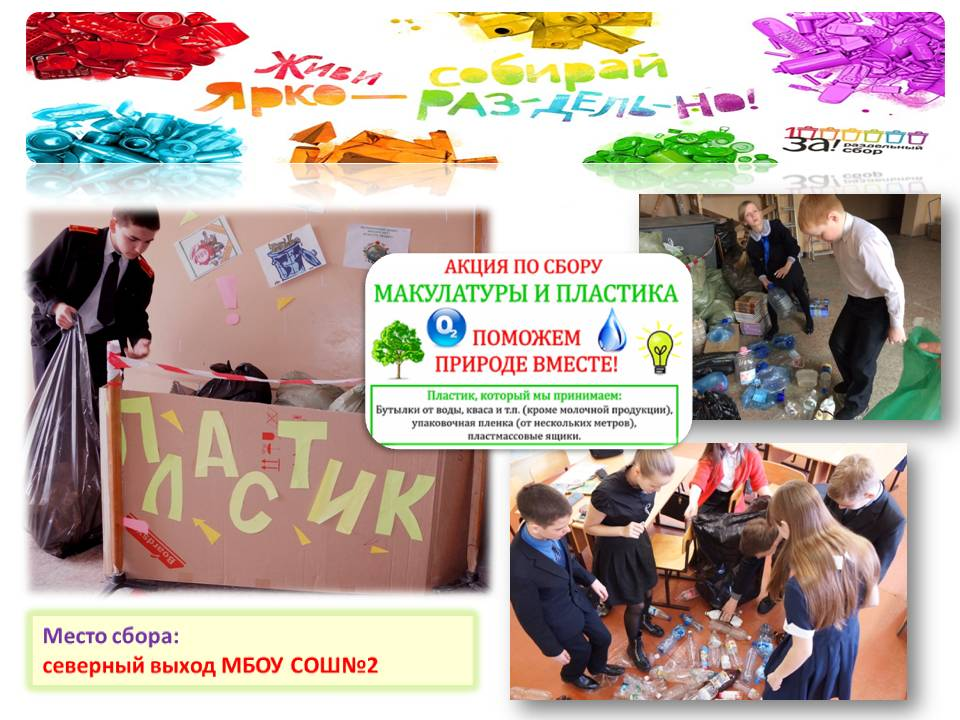 Живи
Ярко — собирай
РАЗ-ДЕЛЬ-НО!
ЗА! раздельный
сбор
АКЦИЯ ПО СБОРУ
МАКУЛАТУРЫ И ПЛАСТИКА
O2
ПОМОЖЕМ
ПРИРОДЕ ВМЕСТЕ!
Пластик, который мы принимаем:
Бутылки от воды, кваса и т.п. (кроме молочной продукции),
упаковочная пленка (от нескольких метров),
пластмассовые ящики.
ПЛАСТИК
Место сбора:
северный выход МБОУ СОШ№2